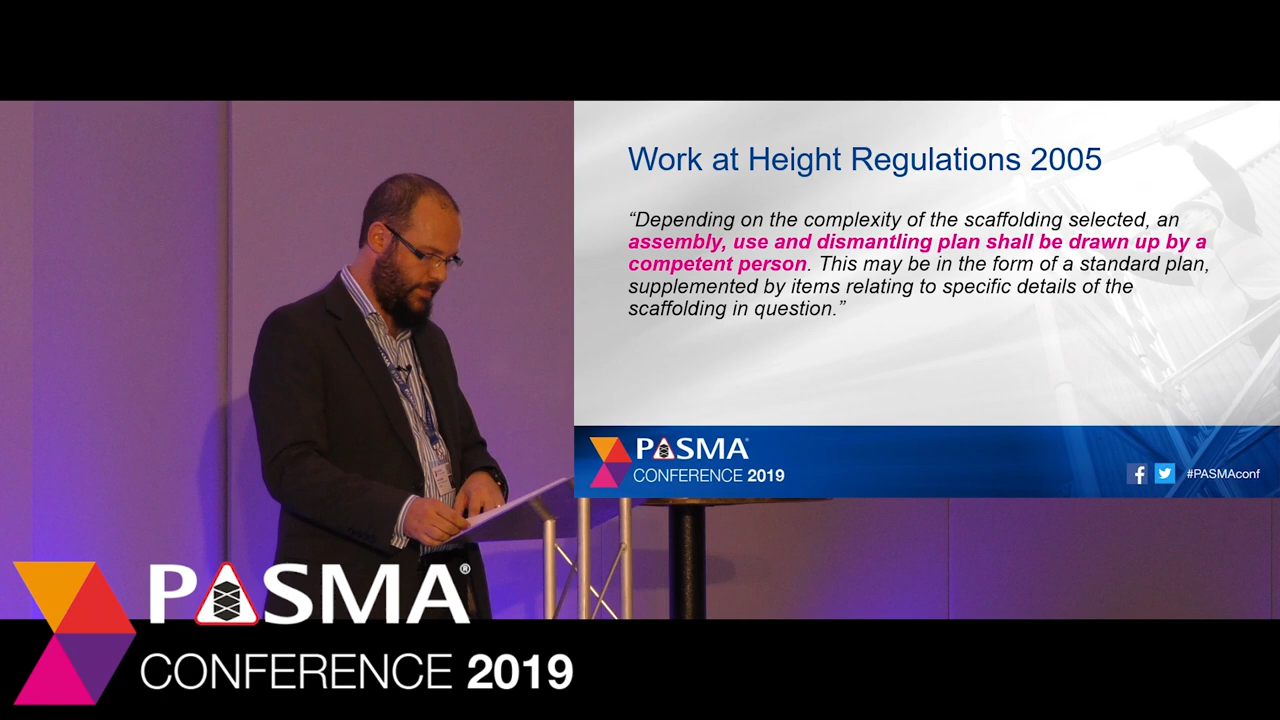 Work at Height Regulations 2005
“Depending on the complexity of the scaffolding selected, an
assembly, use and dismantling plan shall be drawn up by a
competent person. This may be in the form of a standard plan,
supplemented by items relating to specific details of the
scaffolding in question.”
PASMA®
CONFERENCE 2019
#PASMAconf
PASMA®
CONFERENCE 2019